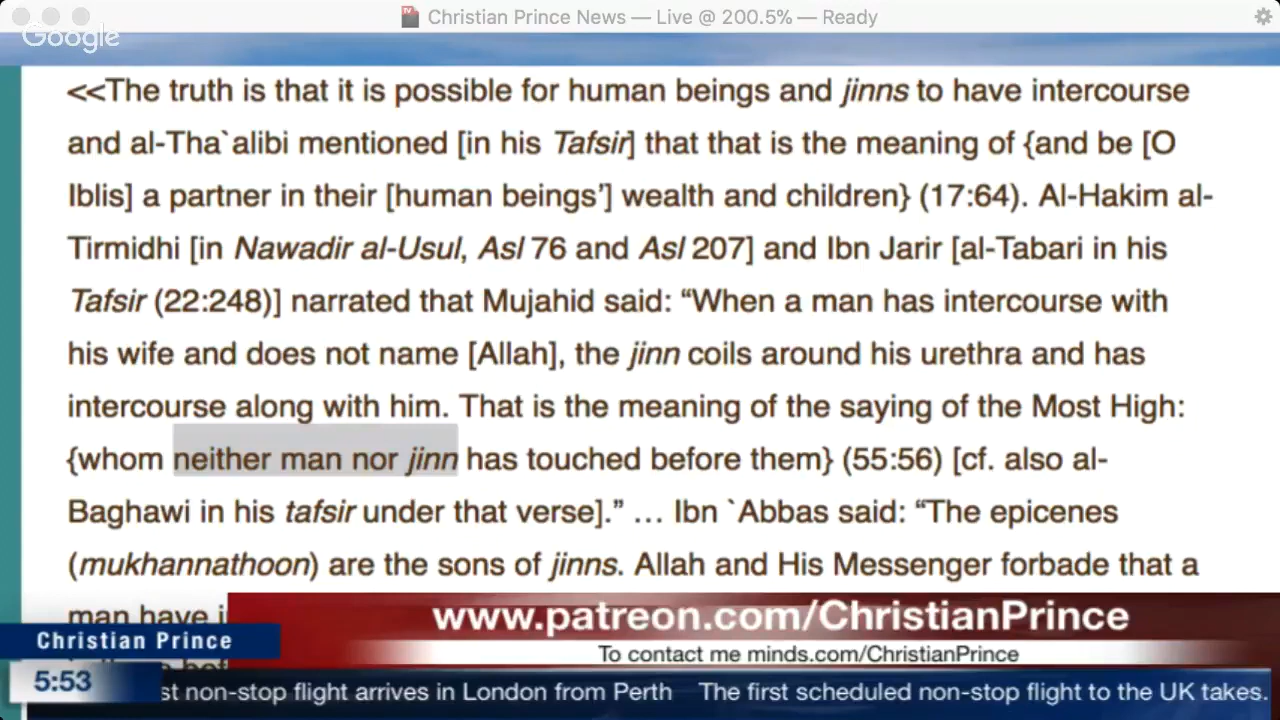 Christian Prince News — Live @ 200.5% — Ready
Google
<<The truth is that it is possible for human beings and jinns to have intercourse
and al-Tha`alibi mentioned [in his Tafsir] that that is the meaning of {and be [O
Iblis] a partner in their [human beings’] wealth and children} (17:64). Al-Hakim al-
Tirmidhi [in Nawadir al-Usul, Asl 76 and Asl 207] and Ibn Jarir [al-Tabari in his
Tafsir (22:248)] narrated that Mujahid said: “When a man has intercourse with
his wife and does not name [Allah], the jinn coils around his urethra and has
intercourse along with him. That is the meaning of the saying of the Most High:
{whom neither man nor jinn has touched before them} (55:56) [cf. also al-
Baghawi in his tafsir under that verse].” … Ibn `Abbas said: “The epicenes
(mukhannathoon) are the sons of jinns. Allah and His Messenger forbade that a
man have
www.patreon.com/ChristianPrince
Christian Prince
To contact me minds.com/ChristianPrince
5:53
st non-stop flight arrives in London from Perth The first scheduled non-stop flight to the UK takes.